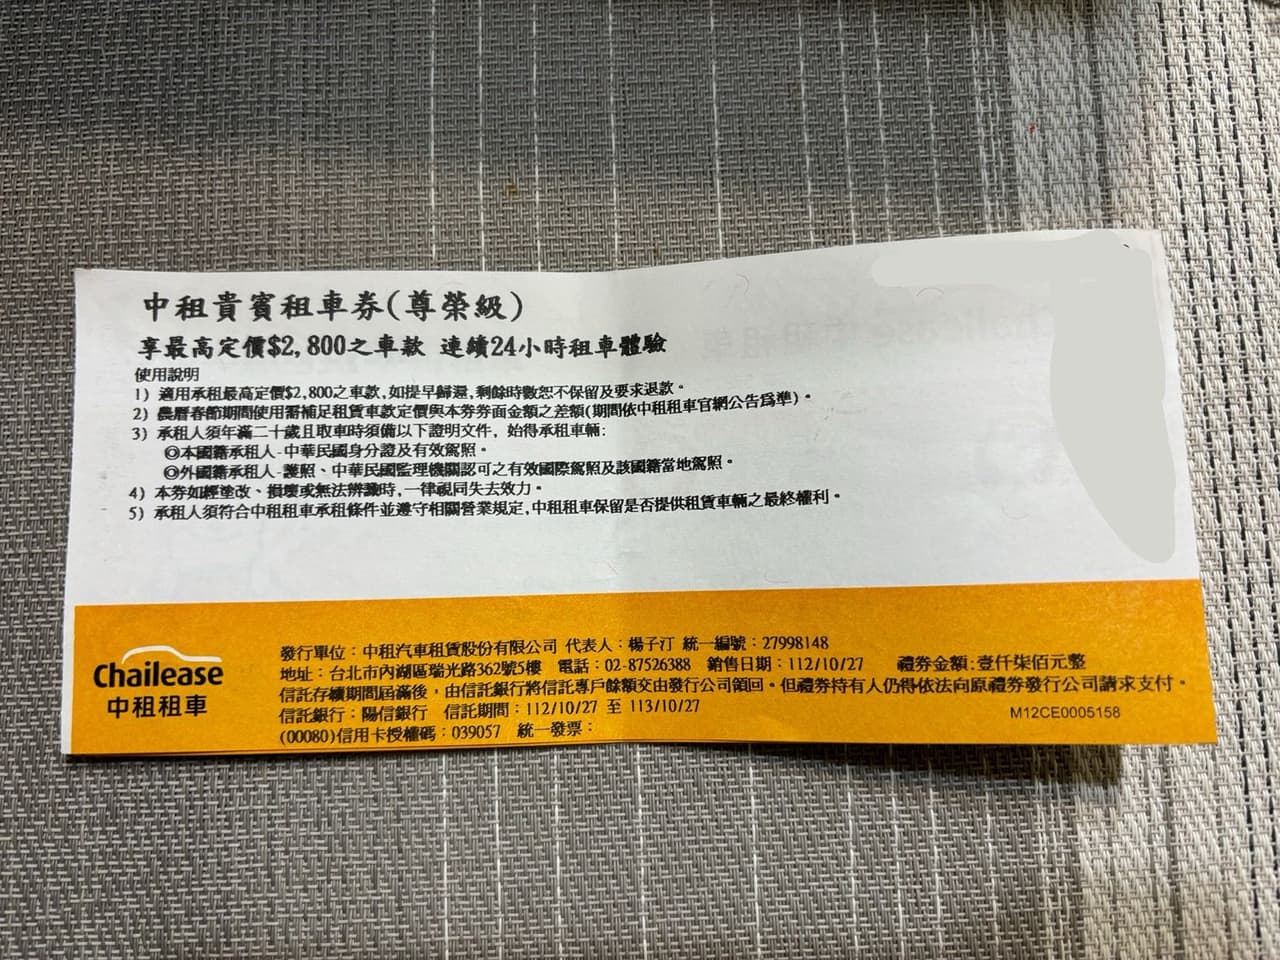 中租貴賓租車券(尊榮級)
享最高定價$2,800之車款 連續24小時租車體驗
使用說明
1) 適用承租最高定價$2,800之車款,如提早歸還,剩餘時數恕不保留及要求退款。
2) 農曆春節期間使用需補足租賃車款定價與本券券面金額之差額(期間依中租租車官網公告為準)。
3) 承租人須年滿二十歲且取車時須備以下證明文件, 始得承租車輛:
◎本國籍承租人-中華民國身分證及有效駕照。
◎外國籍承租人-護照、中華民國監理機關認可之有效國際駕照及該國籍當地駕照。
4) 本券如經塗改、損壞或無法辨識時,一律視同失去效力。
5) 承租人須符合中租租車承租條件並遵守相關營業規定,中租租車保留是否提供租賃車輛之最終權利。
Chailease
中租租車
發行單位:中租汽車租賃股份有限公司 代表人:楊子汀 統一編號:27998148
地址:台北市內湖區瑞光路362號5樓 電話:02-87526388 銷售日期:112/10/27 禮券金額:壹仟柒佰元整
信託存續期間屆滿後,由信託銀行將信託專戶餘額交由發行公司領回。但禮券持有人仍得依法向原禮券發行公司請求支付。
信託銀行:陽信銀行 信託期間:112/10/27 至 113/10/27
M12CE0005158
(00080)信用卡授權碼:039057 統一發票: